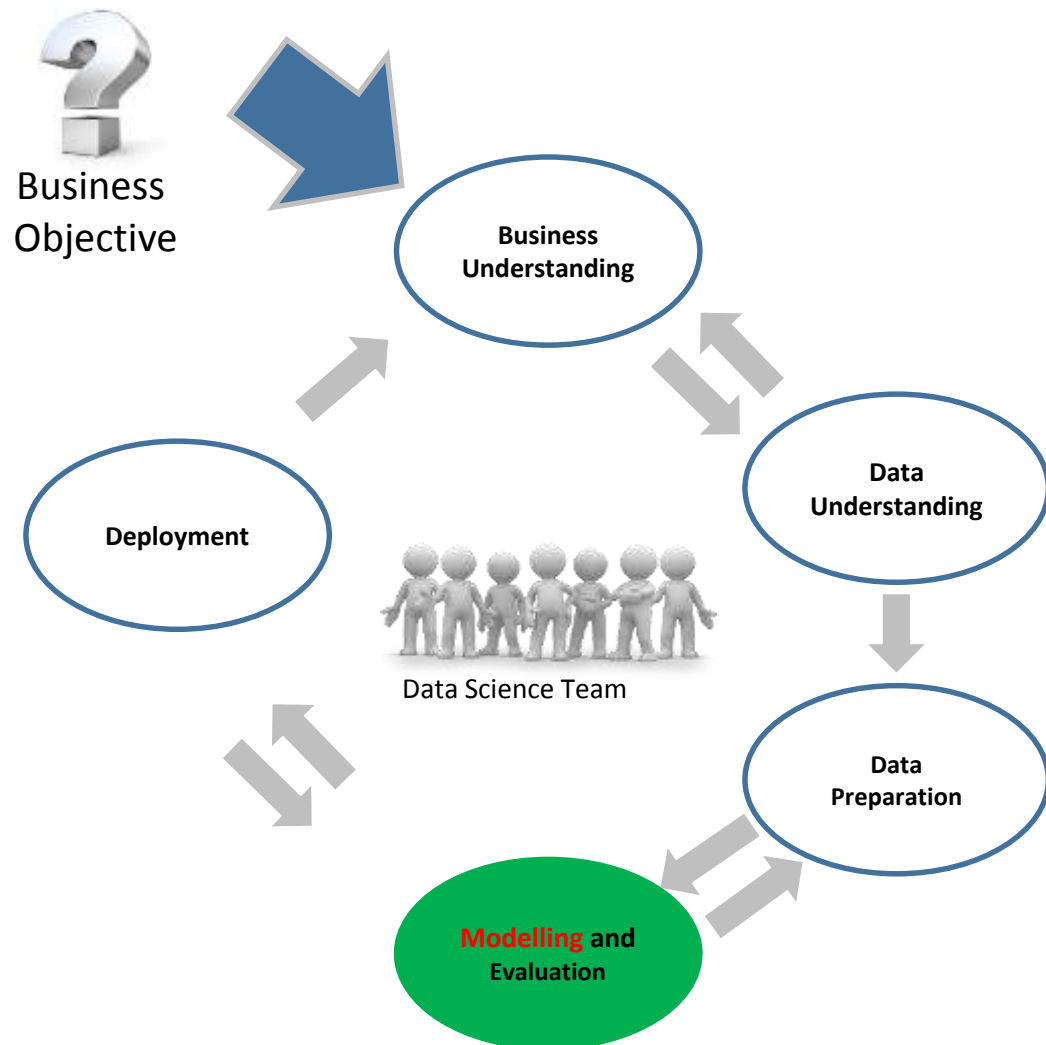 Business
Objective
Business
Understanding
Data
Understanding
Deployment
Data Science Team
Data
Preparation
Modelling and
Evaluation